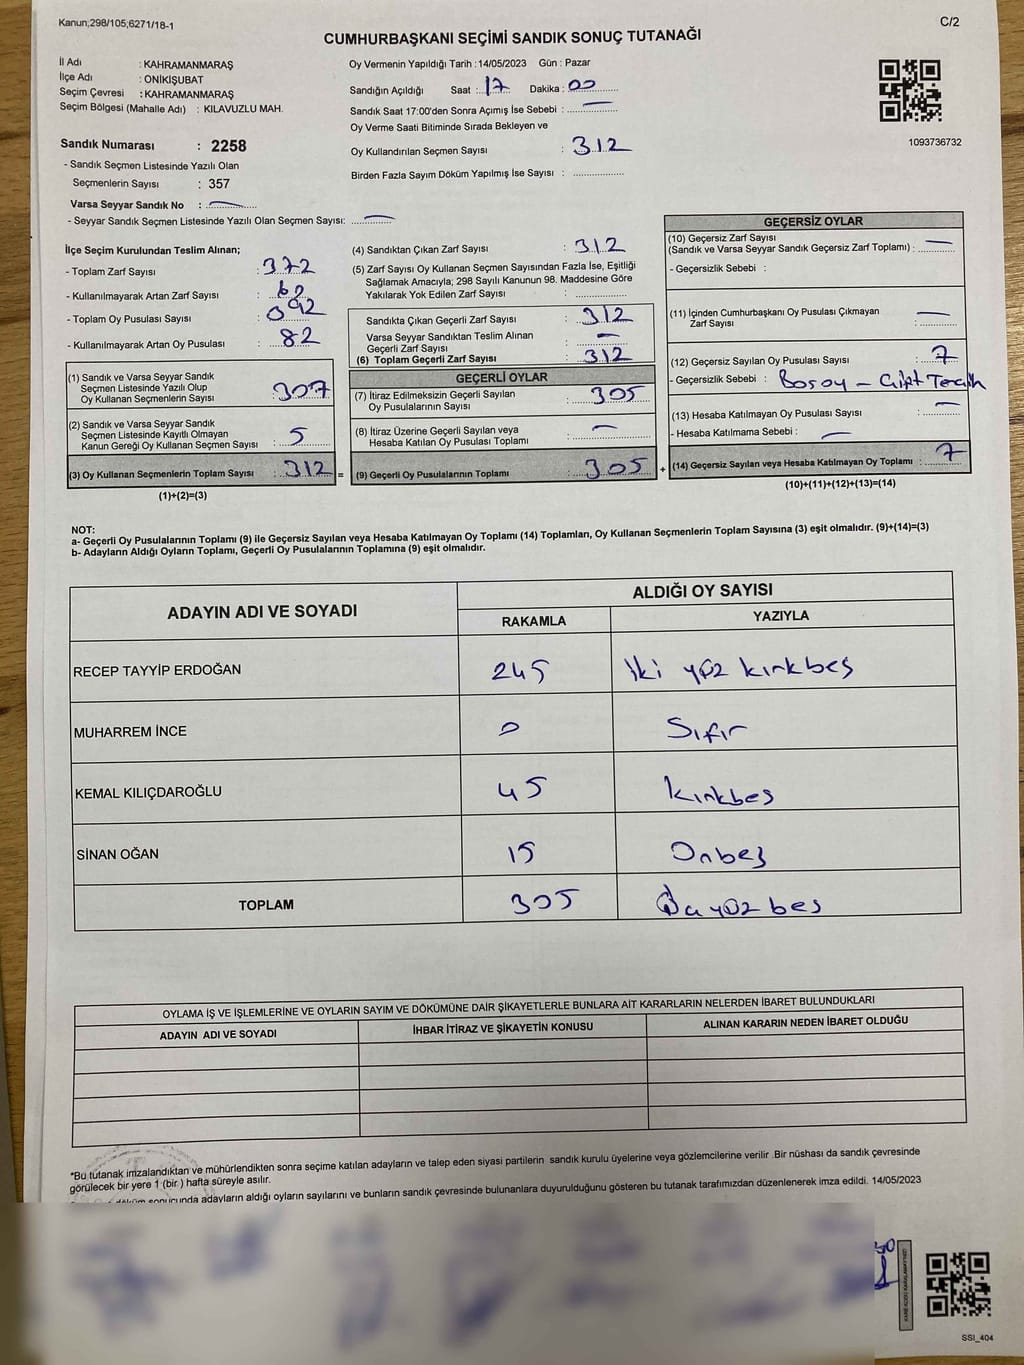 Kanun;298/105;6271/18-1
C/2
CUMHURBAŞKANI SEÇİMİ SANDIK SONUÇ TUTANAĞI
İl Adı : KAHRAMANMARAŞ
İlçe Adı : ONİKİŞUBAT
Seçim Çevresi : KAHRAMANMARAŞ
Seçim Bölgesi (Mahalle Adı) : KILAVUZLU MAH.
Sandık Numarası : 2258
- Sandık Seçmen Listesinde Yazılı Olan
Seçmenlerin Sayısı : 357
Varsa Seyyar Sandık No : —
- Seyyar Sandık Seçmen Listesinde Yazılı Olan Seçmen Sayısı: —
Oy Vermenin Yapıldığı Tarih : 14/05/2023 Gün : Pazar
Sandığın Açıldığı Saat : 17 Dakika : 00
Sandık Saat 17:00'den Sonra Açımış İse Sebebi : —
Oy Verme Saati Bitiminde Sırada Bekleyen ve
Oy Kullandırılan Seçmen Sayısı : 312
Birden Fazla Sayım Döküm Yapılmış İse Sayısı :
1093736732
İlçe Seçim Kurulundan Teslim Alınan;
- Toplam Zarf Sayısı : 372
- Kullanılmayarak Artan Zarf Sayısı : 62
- Toplam Oy Pusulası Sayısı :
- Kullanılmayarak Artan Oy Pusulası : 82
(1) Sandık ve Varsa Seyyar Sandık
Seçmen Listesinde Yazılı Olup
Oy Kullanan Seçmenlerin Sayısı : 307
(2) Sandık ve Varsa Seyyar Sandık
Seçmen Listesinde Kayıtlı Olmayan
Kanun Gereği Oy Kullanan Seçmen Sayısı : 5
(3) Oy Kullanan Seçmenlerin Toplam Sayısı : 312 =
(1)+(2)=(3)
(4) Sandıktan Çıkan Zarf Sayısı : 312
(5) Zarf Sayısı Oy Kullanan Seçmen Sayısından Fazla İse, Eşitliği
Sağlamak Amacıyla; 298 Sayılı Kanunun 98. Maddesine Göre
Yakılarak Yok Edilen Zarf Sayısı :
Sandıkta Çıkan Geçerli Zarf Sayısı : 312
Varsa Seyyar Sandıktan Teslim Alınan
Geçerli Zarf Sayısı : —
(6) Toplam Geçerli Zarf Sayısı : 312
GEÇERLİ OYLAR
(7) İtiraz Edilmeksizin Geçerli Sayılan
Oy Pusulalarının Sayısı : 305
(8) İtiraz Üzerine Geçerli Sayılan veya
Hesaba Katılan Oy Pusulası Toplamı : —
(9) Geçerli Oy Pusulalarının Toplamı : 305 +
GEÇERSİZ OYLAR
(10) Geçersiz Zarf Sayısı
(Sandık ve Varsa Seyyar Sandık Geçersiz Zarf Toplamı) : —
- Geçersizlik Sebebi :
(11) İçinden Cumhurbaşkanı Oy Pusulası Çıkmayan
Zarf Sayısı : —
(12) Geçersiz Sayılan Oy Pusulası Sayısı : 7
- Geçersizlik Sebebi : Boş oy —
(13) Hesaba Katılmayan Oy Pusulası Sayısı : —
- Hesaba Katılmama Sebebi : —
(14) Geçersiz Sayılan veya Hesaba Katılmayan Oy Toplamı : 7
(10)+(11)+(12)+(13)=(14)
NOT:
a- Geçerli Oy Pusulalarının Toplamı (9) ile Geçersiz Sayılan veya Hesaba Katılmayan Oy Toplamı (14) Toplamları, Oy Kullanan Seçmenlerin Toplam Sayısına (3) eşit olmalıdır. (9)+(14)=(3)
b- Adayların Aldığı Oyların Toplamı, Geçerli Oy Pusulalarının Toplamına (9) eşit olmalıdır.
ADAYIN ADI VE SOYADI
ALDIĞI OY SAYISI
RAKAMLA YAZIYLA
RECEP TAYYİP ERDOĞAN 245 İki yüz kırkbeş
MUHARREM İNCE 0 Sıfır
KEMAL KILIÇDAROĞLU 45 kırkbeş
SİNAN OĞAN 15 Onbeş
TOPLAM 305 Üçyüzbeş
OYLAMA İŞ VE İŞLEMLERİNE VE OYLARIN SAYIM VE DÖKÜMÜNE DAİR ŞİKAYETLERLE BUNLARA AİT KARARLARIN NELERDEN İBARET BULUNDUKLARI
ADAYIN ADI VE SOYADI İHBAR İTİRAZ VE ŞİKAYETİN KONUSU ALINAN KARARIN NEDEN İBARET OLDUĞU
*Bu tutanak imzalandıktan ve mühürlendikten sonra seçime katılan adayların ve talep eden siyasi partilerin sandık kurulu üyelerine veya gözlemcilerine verilir .Bir nüshası da sandık çevresinde
görülecek bir yere 1 (bir ) hafta süreyle asılır.
döküm sonucunda adayların aldığı oyların sayılarını ve bunların sandık çevresinde bulunanlara duyurulduğunu gösteren bu tutanak tarafımızdan düzenlenerek imza edildi. 14/05/2023
SSI_404